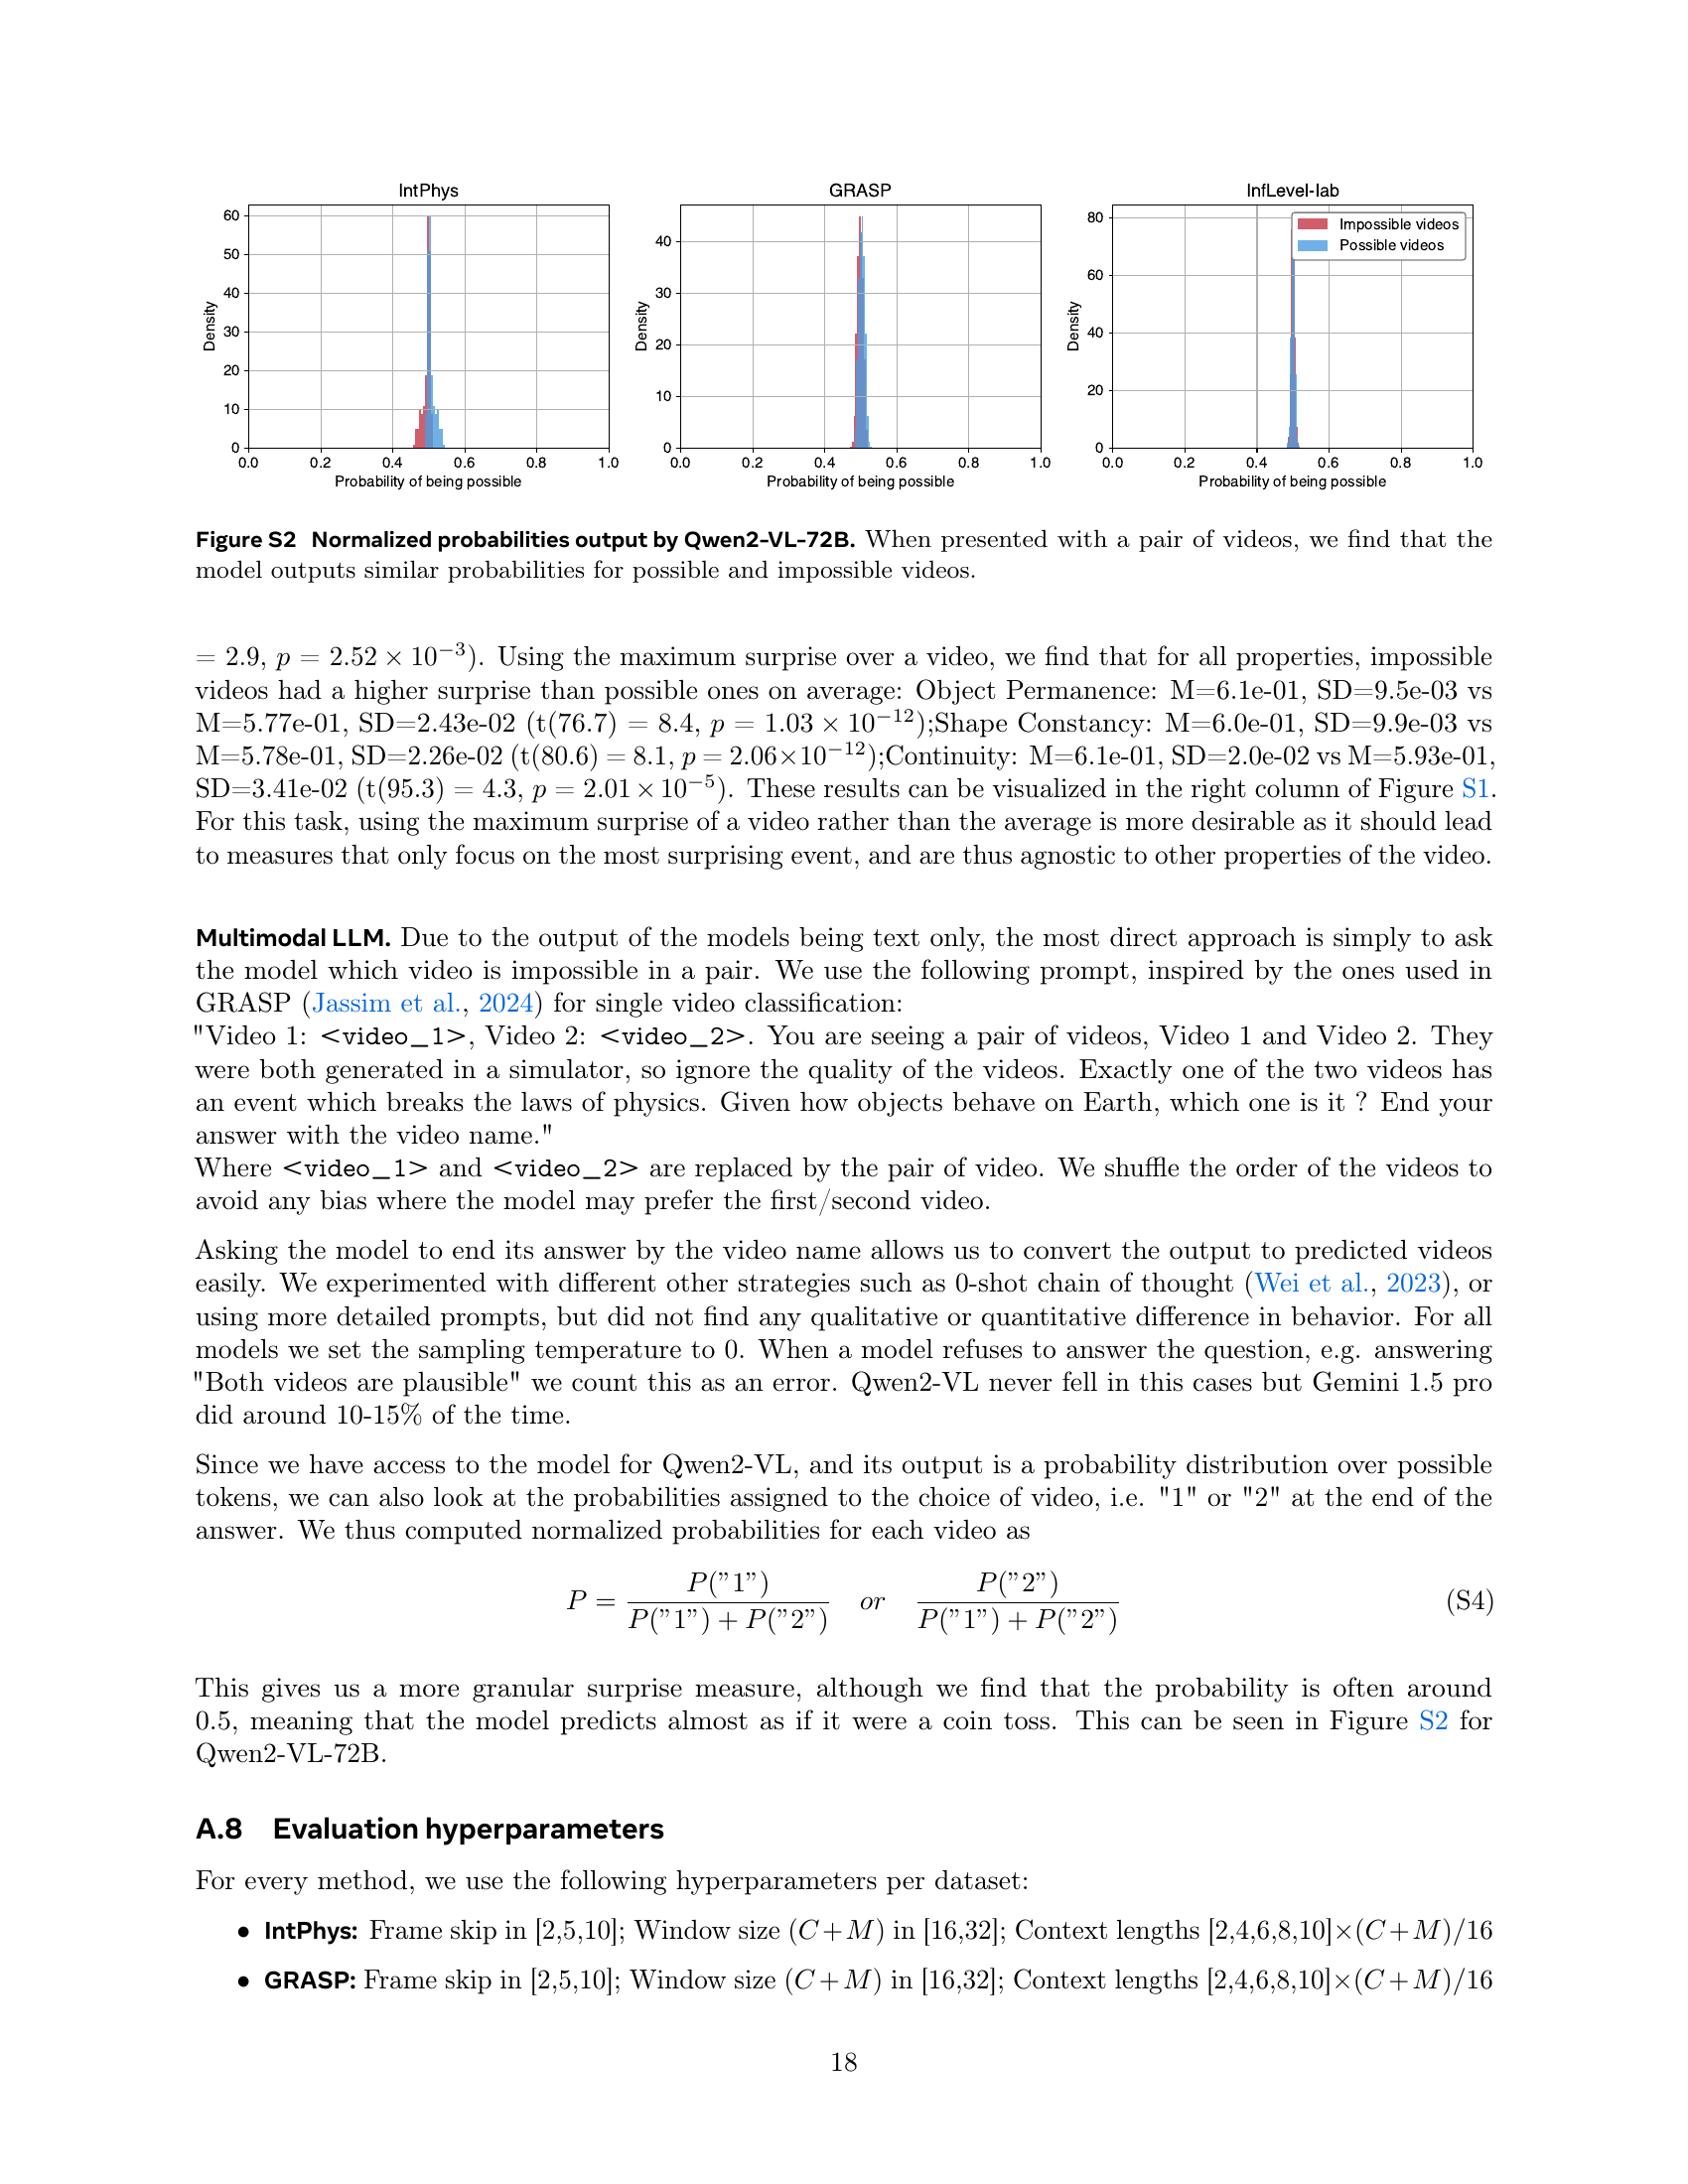 IntPhys
60
50
40
30
20
10
0
Density
0.0 0.2 0.4 0.6 0.8 1.0
Probability of being possible
GRASP
40
30
20
10
0
Density
0.0 0.2 0.4 0.6 0.8 1.0
Probability of being possible
InfLevel-lab
80
60
40
20
0
Density
0.0 0.2 0.4 0.6 0.8 1.0
Probability of being possible
Impossible videos
Possible videos
Figure S2 Normalized probabilities output by Qwen2-VL-72B. When presented with a pair of videos, we find that the
model outputs similar probabilities for possible and impossible videos.
= 2.9, p = 2.52 × 10⁻³). Using the maximum surprise over a video, we find that for all properties, impossible
videos had a higher surprise than possible ones on average: Object Permanence: M=6.1e-01, SD=9.5e-03 vs
M=5.77e-01, SD=2.43e-02 (t(76.7) = 8.4, p = 1.03 × 10⁻¹²);Shape Constancy: M=6.0e-01, SD=9.9e-03 vs
M=5.78e-01, SD=2.26e-02 (t(80.6) = 8.1, p = 2.06×10⁻¹²);Continuity: M=6.1e-01, SD=2.0e-02 vs M=5.93e-01,
SD=3.41e-02 (t(95.3) = 4.3, p = 2.01 × 10⁻⁵). These results can be visualized in the right column of Figure S1.
For this task, using the maximum surprise of a video rather than the average is more desirable as it should lead
to measures that only focus on the most surprising event, and are thus agnostic to other properties of the video.
Multimodal LLM. Due to the output of the models being text only, the most direct approach is simply to ask
the model which video is impossible in a pair. We use the following prompt, inspired by the ones used in
GRASP (Jassim et al., 2024) for single video classification:
"Video 1: <video_1>, Video 2: <video_2>. You are seeing a pair of videos, Video 1 and Video 2. They
were both generated in a simulator, so ignore the quality of the videos. Exactly one of the two videos has
an event which breaks the laws of physics. Given how objects behave on Earth, which one is it ? End your
answer with the video name."
Where <video_1> and <video_2> are replaced by the pair of video. We shuffle the order of the videos to
avoid any bias where the model may prefer the first/second video.
Asking the model to end its answer by the video name allows us to convert the output to predicted videos
easily. We experimented with different other strategies such as 0-shot chain of thought (Wei et al., 2023), or
using more detailed prompts, but did not find any qualitative or quantitative difference in behavior. For all
models we set the sampling temperature to 0. When a model refuses to answer the question, e.g. answering
"Both videos are plausible" we count this as an error. Qwen2-VL never fell in this cases but Gemini 1.5 pro
did around 10-15% of the time.
Since we have access to the model for Qwen2-VL, and its output is a probability distribution over possible
tokens, we can also look at the probabilities assigned to the choice of video, i.e. "1" or "2" at the end of the
answer. We thus computed normalized probabilities for each video as
P = P("1") / (P("1") + P("2")) or P("2") / (P("1") + P("2")) (S4)
This gives us a more granular surprise measure, although we find that the probability is often around
0.5, meaning that the model predicts almost as if it were a coin toss. This can be seen in Figure S2 for
Qwen2-VL-72B.
A.8 Evaluation hyperparameters
For every method, we use the following hyperparameters per dataset:
• IntPhys: Frame skip in [2,5,10]; Window size (C + M) in [16,32]; Context lengths [2,4,6,8,10]×(C + M)/16
• GRASP: Frame skip in [2,5,10]; Window size (C + M) in [16,32]; Context lengths [2,4,6,8,10]×(C + M)/16
18